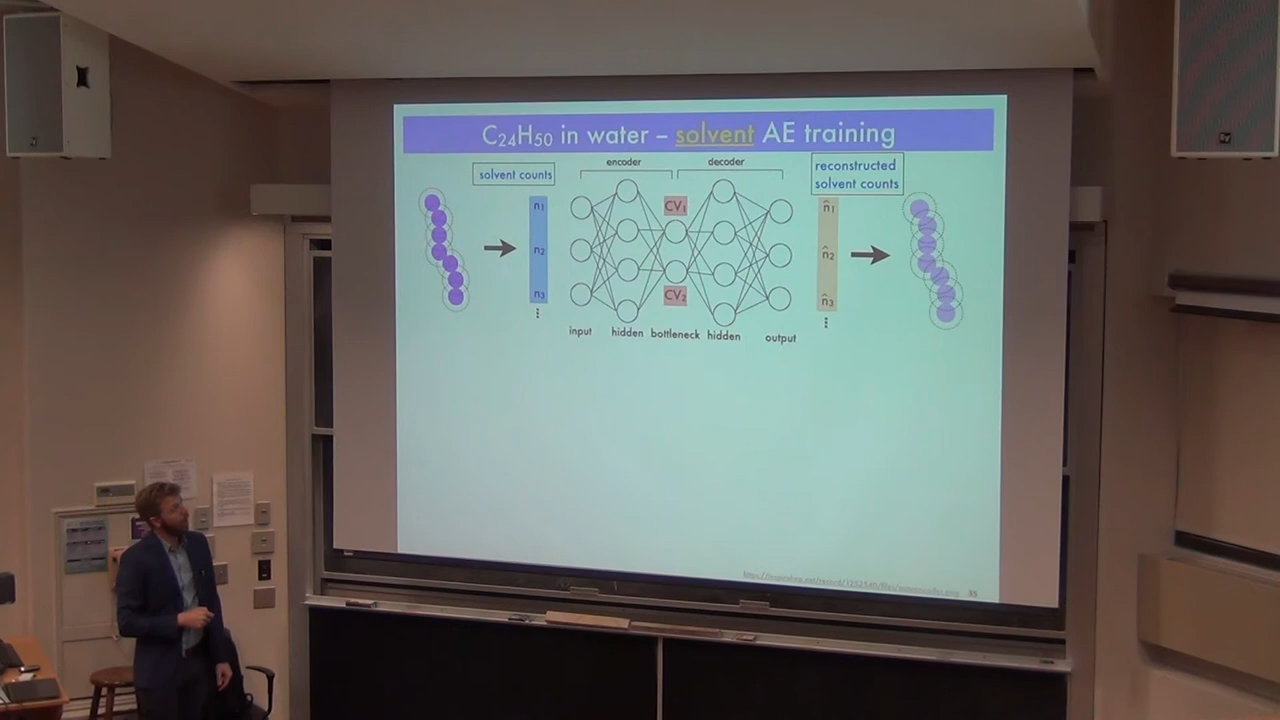 C₂₄H₅₀ in water – solvent AE training
encoder
decoder
solvent counts
reconstructed
solvent counts
n₁
n₂
n₃
⋮
CV₁
CV₂
n̂₁
n̂₂
n̂₃
⋮
input
hidden
bottleneck
hidden
output
35